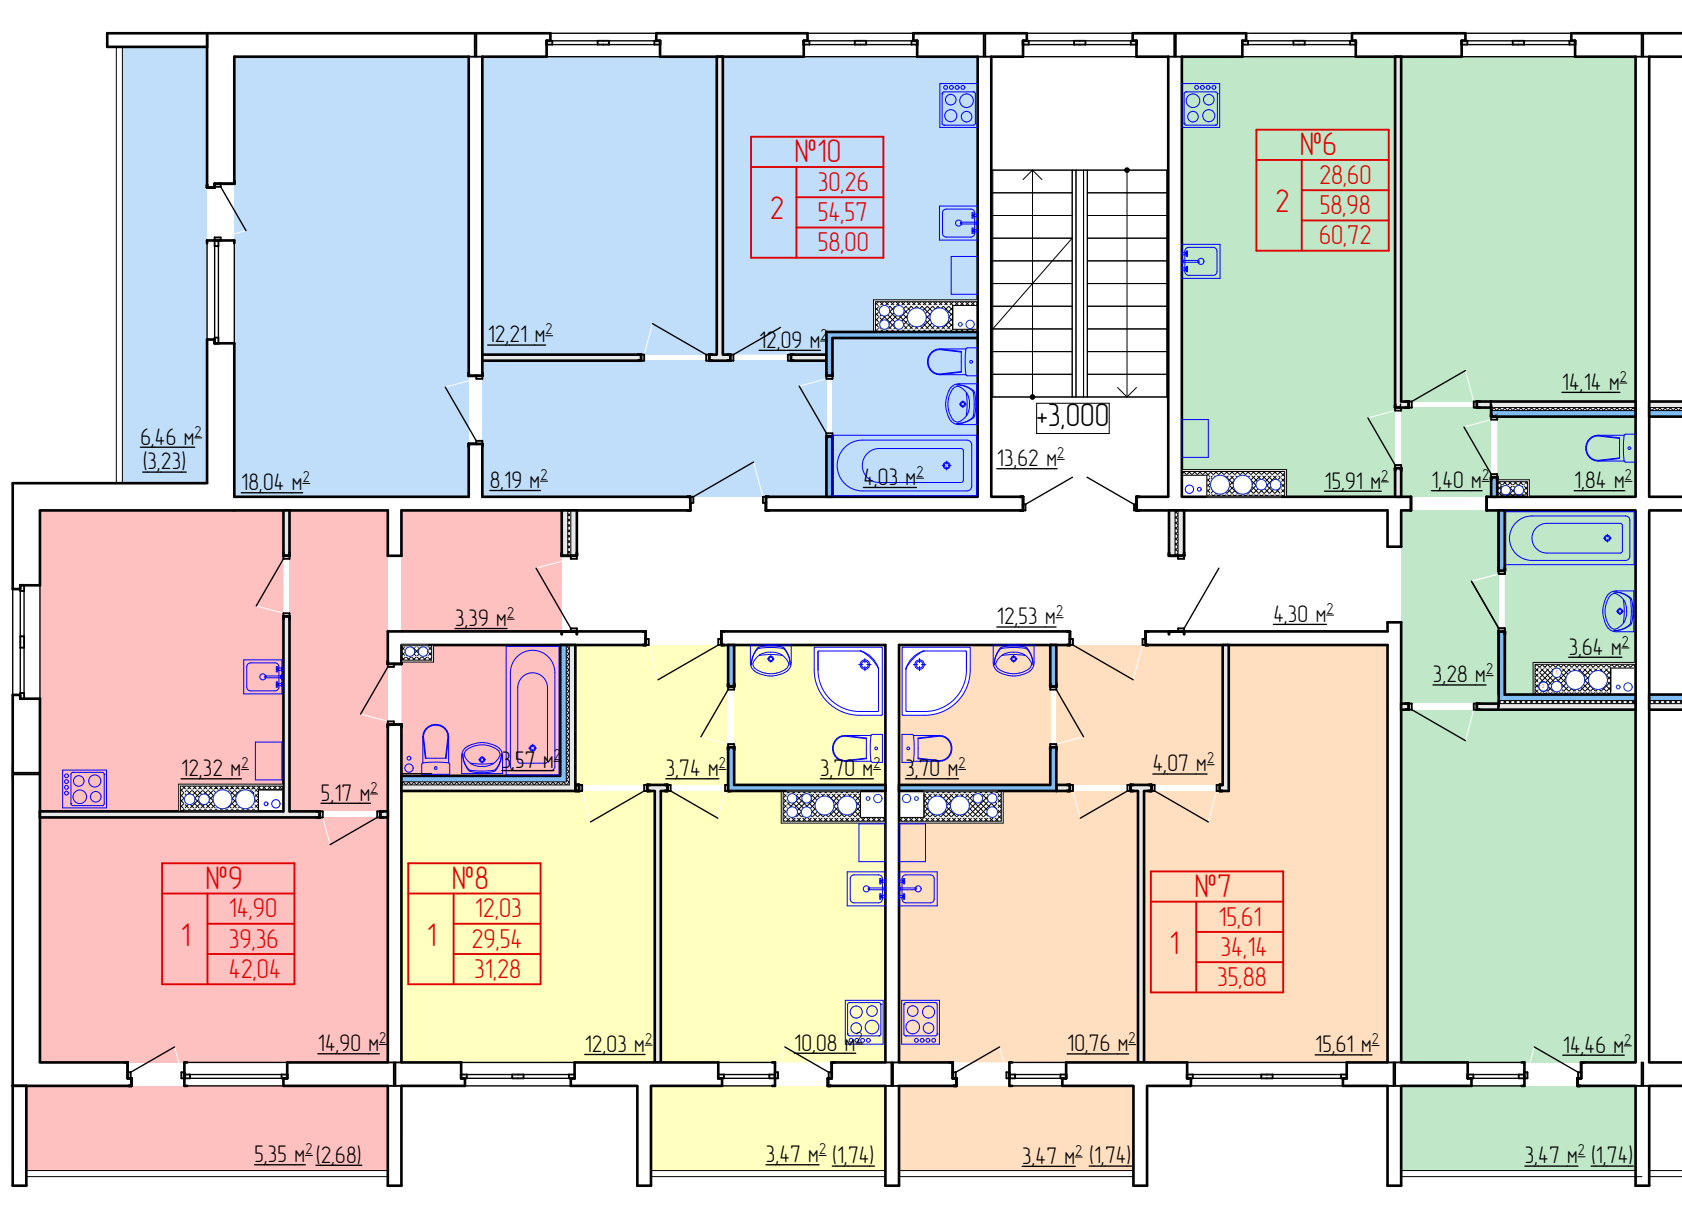 №10
2
30,26
54,57
58,00
№6
2
28,60
58,98
60,72
12,21 м2
12,09 м2
14,14 м2
+3,000
6,46 м2
(3,23)
18,04 м2
8,19 м2
4,03 м2
13,62 м2
15,91 м2
1,40 м2
1,84 м2
3,39 м2
12,53 м2
4,30 м2
3,64 м2
3,28 м2
12,32 м2
5,17 м2
3,57 м2
3,74 м2
3,70 м2
3,70 м2
4,07 м2
№9
1
14,90
39,36
42,04
№8
1
12,03
29,54
31,28
№7
1
15,61
34,14
35,88
14,90 м2
12,03 м2
10,08 м2
10,76 м2
15,61 м2
14,46 м2
5,35 м2 (2,68)
3,47 м2 (1,74)
3,47 м2 (1,74)
3,47 м2 (1,74)